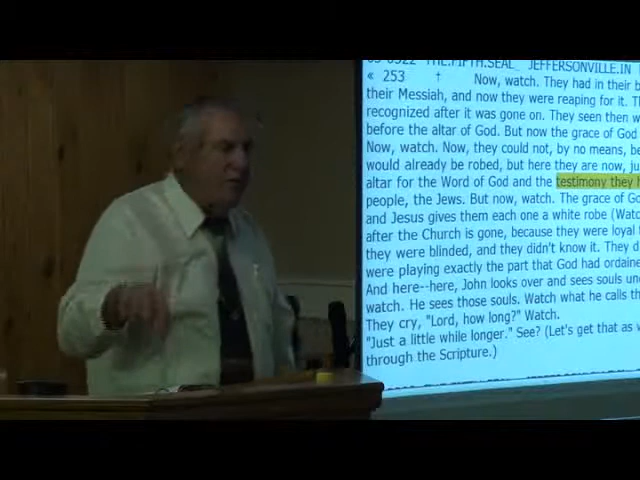 0322 THE.FIFTH.SEAL_ JEFFERSONVILLE.IN
« 253 † Now, watch. They had in their b
their Messiah, and now they were reaping for it. T
recognized after it was gone on. They seen then w
before the altar of God. But now the grace of God
Now, watch. Now, they could not, by no means, be
would already be robed, but here they are now, ju
altar for the Word of God and the testimony they h
people, the Jews. But now, watch. The grace of Go
and Jesus gives them each one a white robe (Watc
after the Church is gone, because they were loyal
they were blinded, and they didn't know it. They d
were playing exactly the part that God had ordaine
And here--here, John looks over and sees souls un
watch. He sees those souls. Watch what he calls th
They cry, "Lord, how long?" Watch.
"Just a little while longer." See? (Let's get that as w
through the Scripture.)